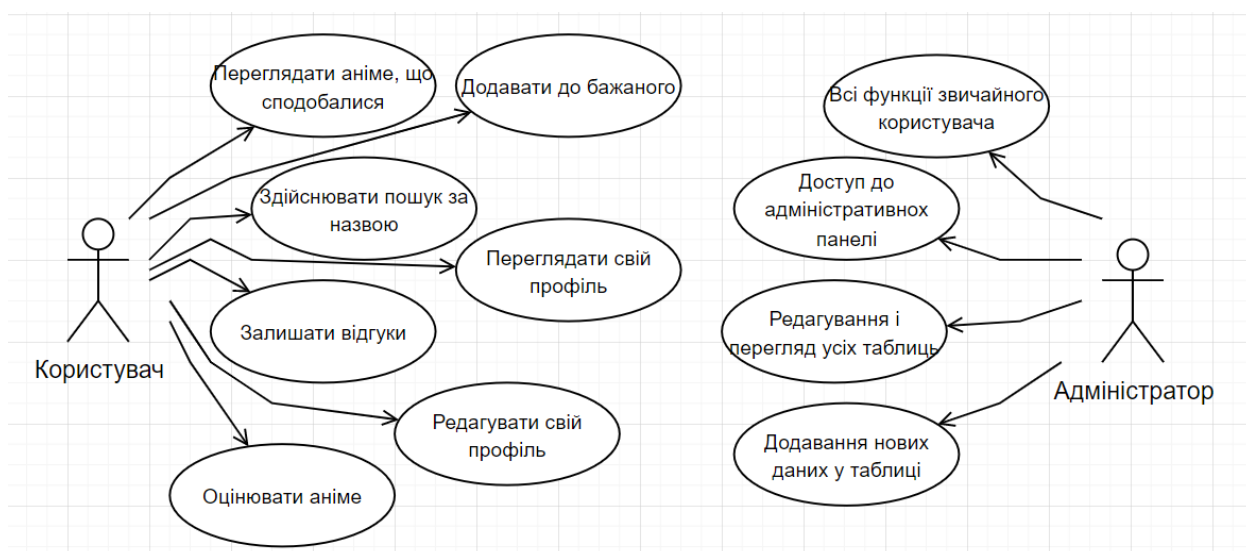 Переглядати аніме, що
сподобалися
Додавати до бажаного
Здійснювати пошук за
назвою
Переглядати свій
профіль
Залишати відгуки
Користувач
Редагувати свій
профіль
Оцінювати аніме
Всі функції звичайного
користувача
Доступ до
адміністративнох
панелі
Редагування і
перегляд усіх таблиць
Адміністратор
Додавання нових
даних у таблиці